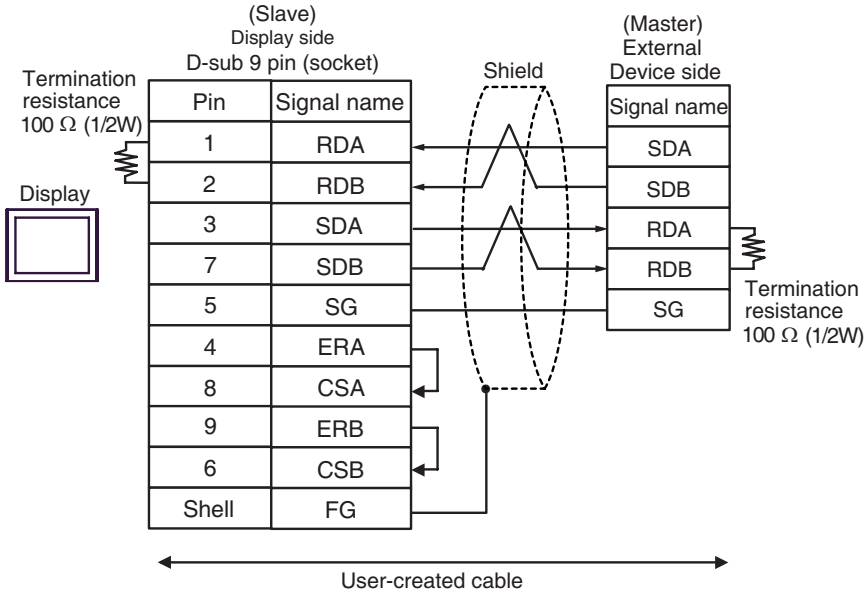 (Slave)
Display side
D-sub 9 pin (socket)
(Master)
External
Device side
Shield
Termination
resistance
100 Ω (1/2W)
Display
Pin Signal name
1 RDA
2 RDB
3 SDA
7 SDB
5 SG
4 ERA
8 CSA
9 ERB
6 CSB
Shell FG
Signal name
SDA
SDB
RDA
RDB
SG
Termination
resistance
100 Ω (1/2W)
User-created cable